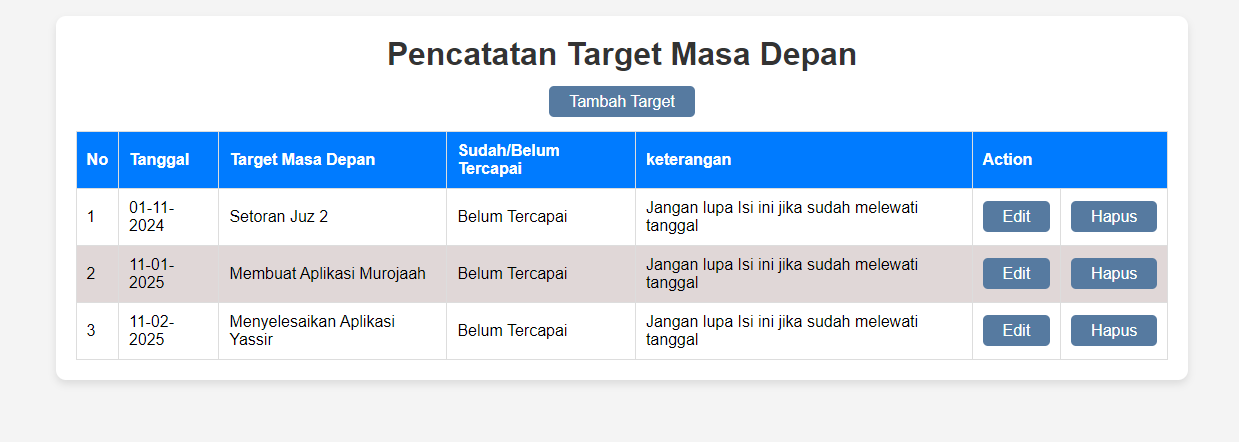 Pencatatan Target Masa Depan
Tambah Target
No Tanggal Target Masa Depan Sudah/Belum Tercapai keterangan Action
1 01-11-2024 Setoran Juz 2 Belum Tercapai Jangan lupa Isi ini jika sudah melewati tanggal Edit Hapus
2 11-01-2025 Membuat Aplikasi Murojaah Belum Tercapai Jangan lupa Isi ini jika sudah melewati tanggal Edit Hapus
3 11-02-2025 Menyelesaikan Aplikasi Yassir Belum Tercapai Jangan lupa Isi ini jika sudah melewati tanggal Edit Hapus